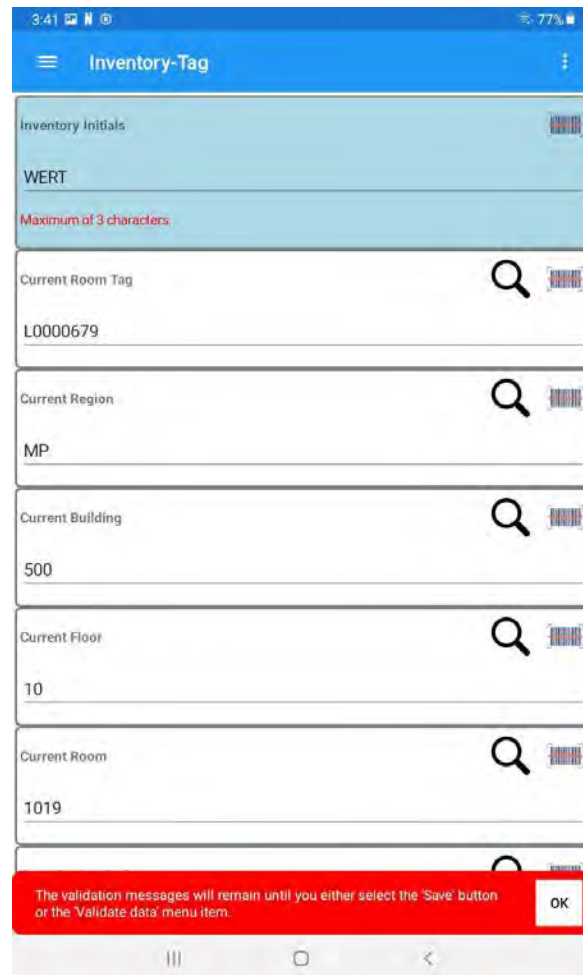 3:41 77%
Inventory-Tag
Inventory Initials
WERT
Maximum of 3 characters.
Current Room Tag
L0000679
Current Region
MP
Current Building
500
Current Floor
10
Current Room
1019
The validation messages will remain until you either select the 'Save' button
or the 'Validate data' menu item.
OK